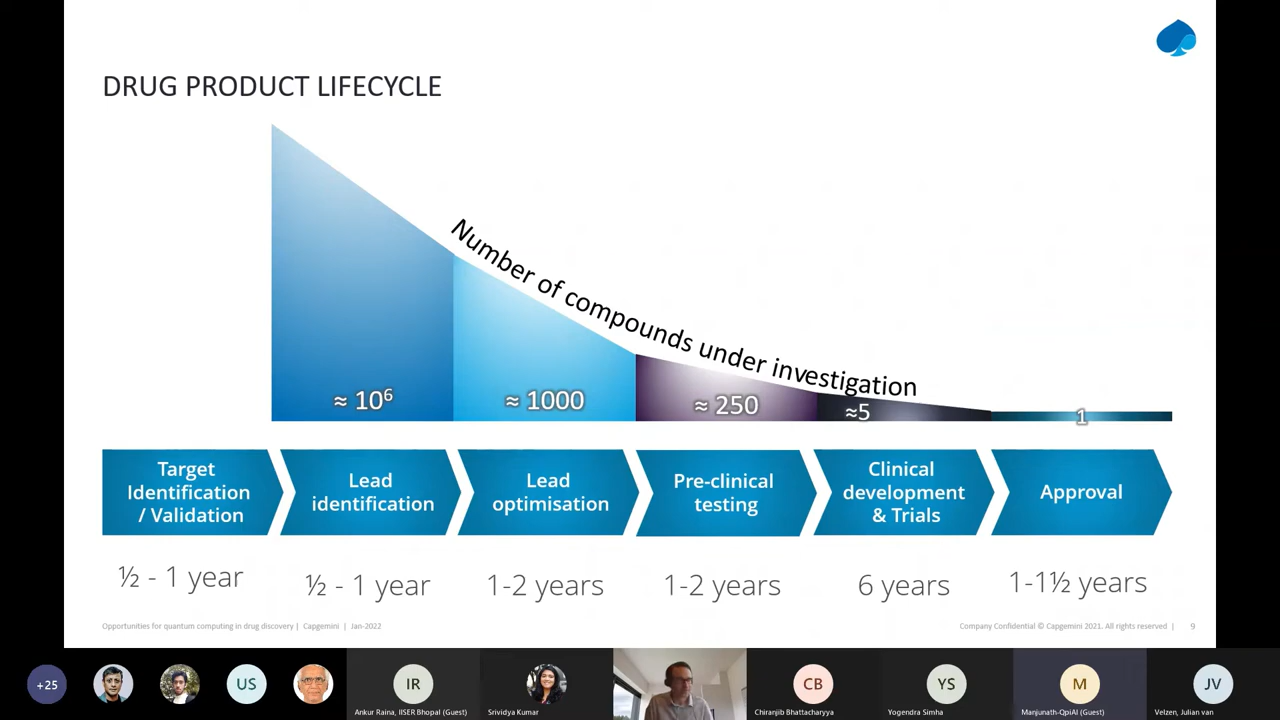 DRUG PRODUCT LIFECYCLE
Number of compounds under investigation
≈ 10⁶
≈ 1000
≈ 250
≈5
1
Target
Identification
/ Validation
Lead
identification
Lead
optimisation
Pre-clinical
testing
Clinical
development
& Trials
Approval
½ - 1 year
½ - 1 year
1-2 years
1-2 years
6 years
1-1½ years
Opportunities for quantum computing in drug discovery | Capgemini | Jan-2022
Company Confidential © Capgemini 2021. All rights reserved | 9
+25
US
IR
CB
YS
M
JV
Ankur Raina, IISER Bhopal (Guest)
Srividya Kumar
Chiranjib Bhattacharyya
Yogendra Simha
Manjunath-QpiAI (Guest)
Velzen, Julian van